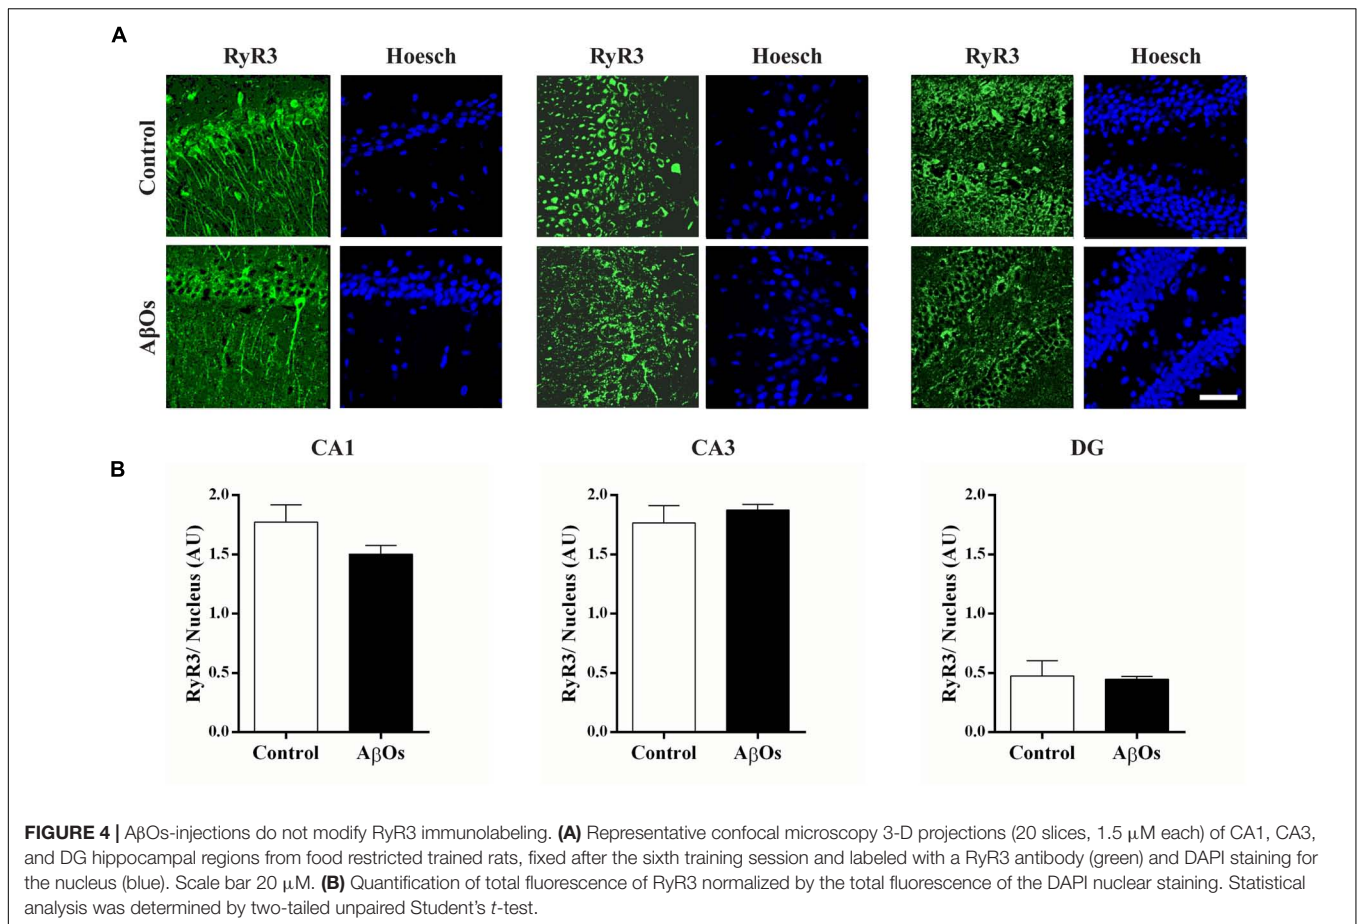 A
RyR3 Hoesch RyR3 Hoesch RyR3 Hoesch
Control
AβOs
CA1 CA3 DG
B
RyR3/ Nucleus (AU)
2.0
1.5
1.0
0.5
0.0
Control AβOs
RyR3/ Nucleus (AU)
2.0
1.5
1.0
0.5
0.0
Control AβOs
RyR3/ Nucleus (AU)
2.0
1.5
1.0
0.5
0.0
Control AβOs
FIGURE 4 | AβOs-injections do not modify RyR3 immunolabeling. (A) Representative confocal microscopy 3-D projections (20 slices, 1.5 μM each) of CA1, CA3,
and DG hippocampal regions from food restricted trained rats, fixed after the sixth training session and labeled with a RyR3 antibody (green) and DAPI staining for
the nucleus (blue). Scale bar 20 μM. (B) Quantification of total fluorescence of RyR3 normalized by the total fluorescence of the DAPI nuclear staining. Statistical
analysis was determined by two-tailed unpaired Student's t-test.